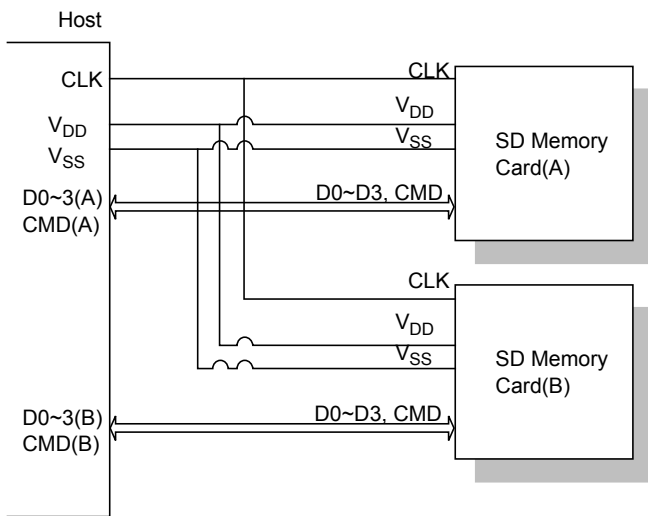 Host
CLK
CLK
V_DD
V_DD
V_SS
V_SS
SD Memory
Card(A)
D0~3(A)
CMD(A)
D0~D3, CMD
CLK
V_DD
V_SS
SD Memory
Card(B)
D0~3(B)
CMD(B)
D0~D3, CMD